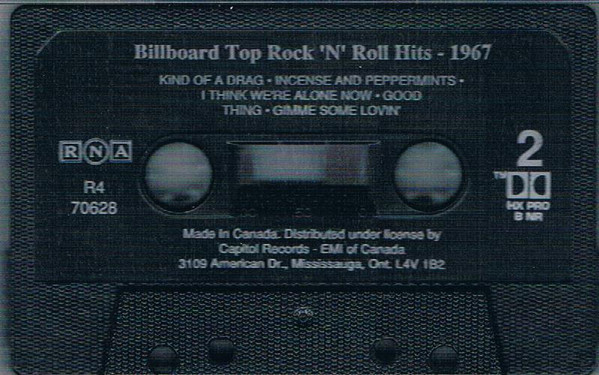 Billboard Top Rock 'N' Roll Hits - 1967
KIND OF A DRAG • INCENSE AND PEPPERMINTS •
I THINK WE'RE ALONE NOW • GOOD
THING • GIMME SOME LOVIN'
RNA
R4
70628
2
TM
HX PRO
B NR
Made in Canada. Distributed under license by
Capitol Records - EMI of Canada
3109 American Dr., Mississauga, Ont. L4V 1B2